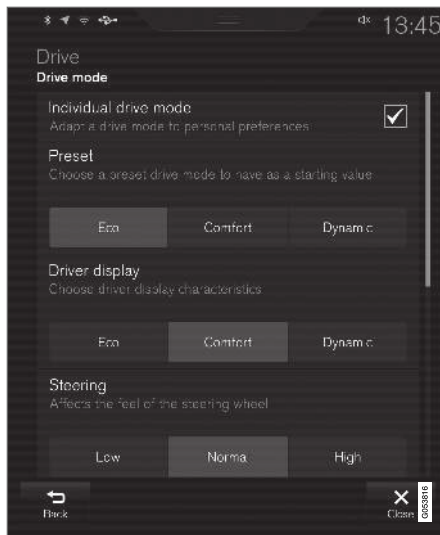 13:45
Drive
Drive mode
Individual drive mode
Adapt a drive mode to personal preferences
Preset
Choose a preset drive mode to have as a starting value
Eco Comfort Dynamic
Driver display
Choose driver display characteristics
Eco Comfort Dynamic
Steering
Affects the feel of the steering wheel
Low Normal High
Back
Close
G053816